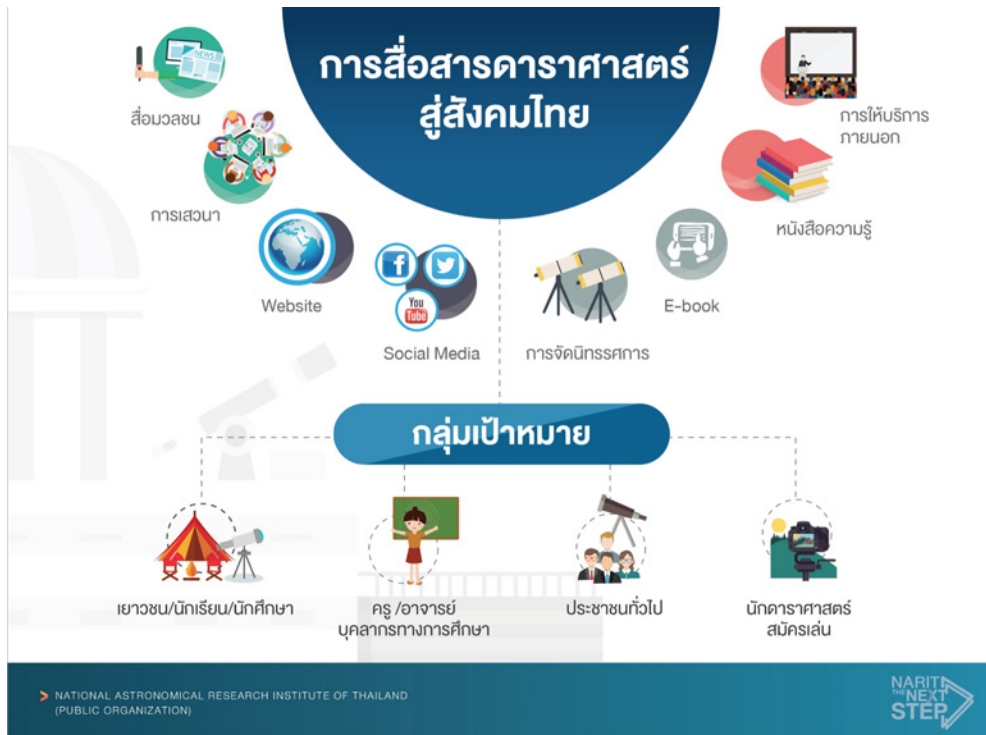 การสื่อสารดาราศาสตร์
สู่สังคมไทย
NEWS
สื่อมวลชน
การเสวนา
Website
You
Tube
Social Media
การจัดนิทรรศการ
E-book
หนังสือความรู้
การให้บริการ
ภายนอก
กลุ่มเป้าหมาย
เยาวชน/นักเรียน/นักศึกษา
ครู /อาจารย์
บุคลากรทางการศึกษา
ประชาชนทั่วไป
นักดาราศาสตร์
สมัครเล่น
NATIONAL ASTRONOMICAL RESEARCH INSTITUTE OF THAILAND
(PUBLIC ORGANIZATION)
NARIT
THE NEXT
STEP